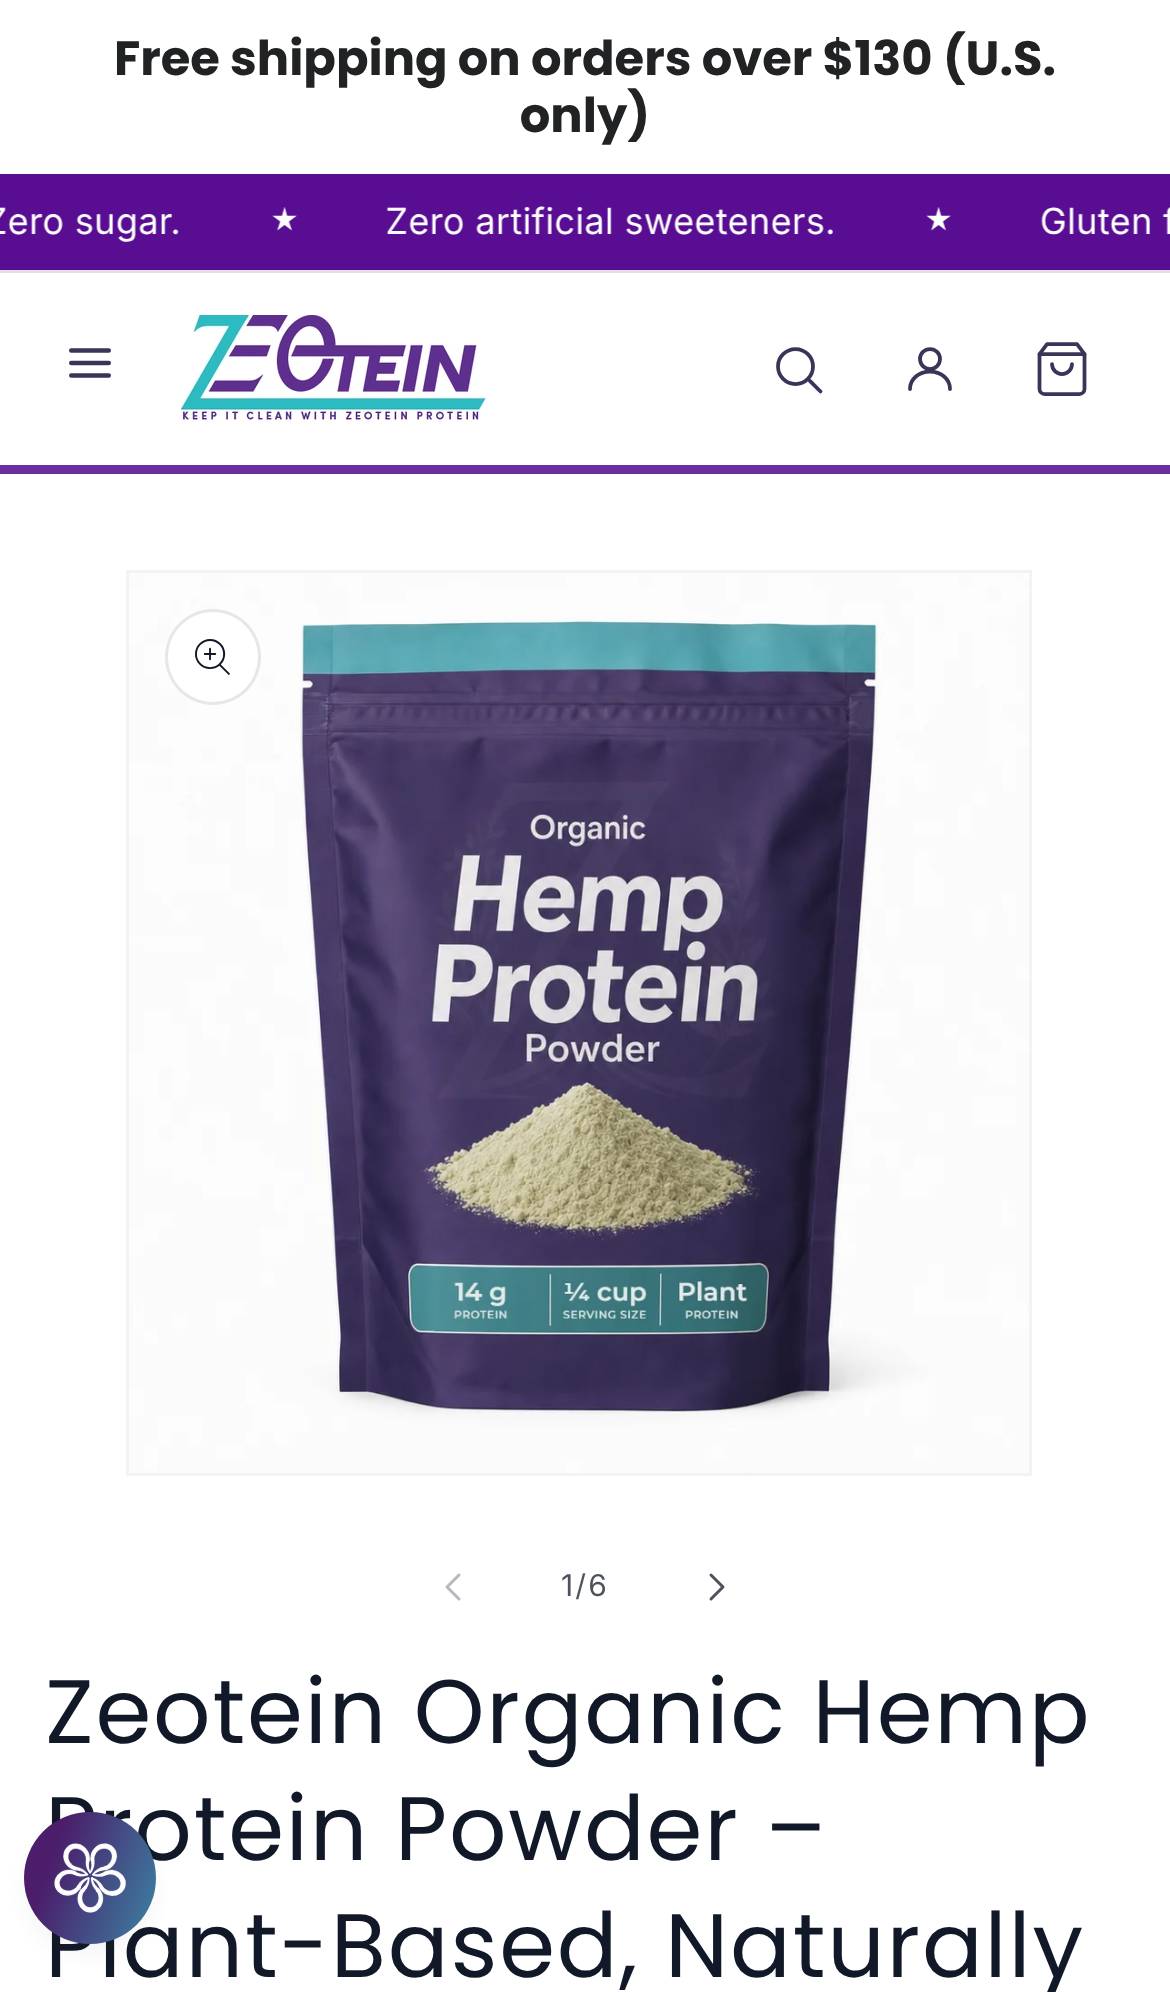 Free shipping on orders over $130 (U.S.
only)
Zero sugar. ★ Zero artificial sweeteners. ★ Gluten
ZEOTEIN
KEEP IT CLEAN WITH ZEOTEIN PROTEIN
Organic
Hemp
Protein
Powder
14 g ¼ cup Plant
PROTEIN SERVING SIZE PROTEIN
1/6
Zeotein Organic Hemp
Protein Powder –
Plant-Based, Naturally